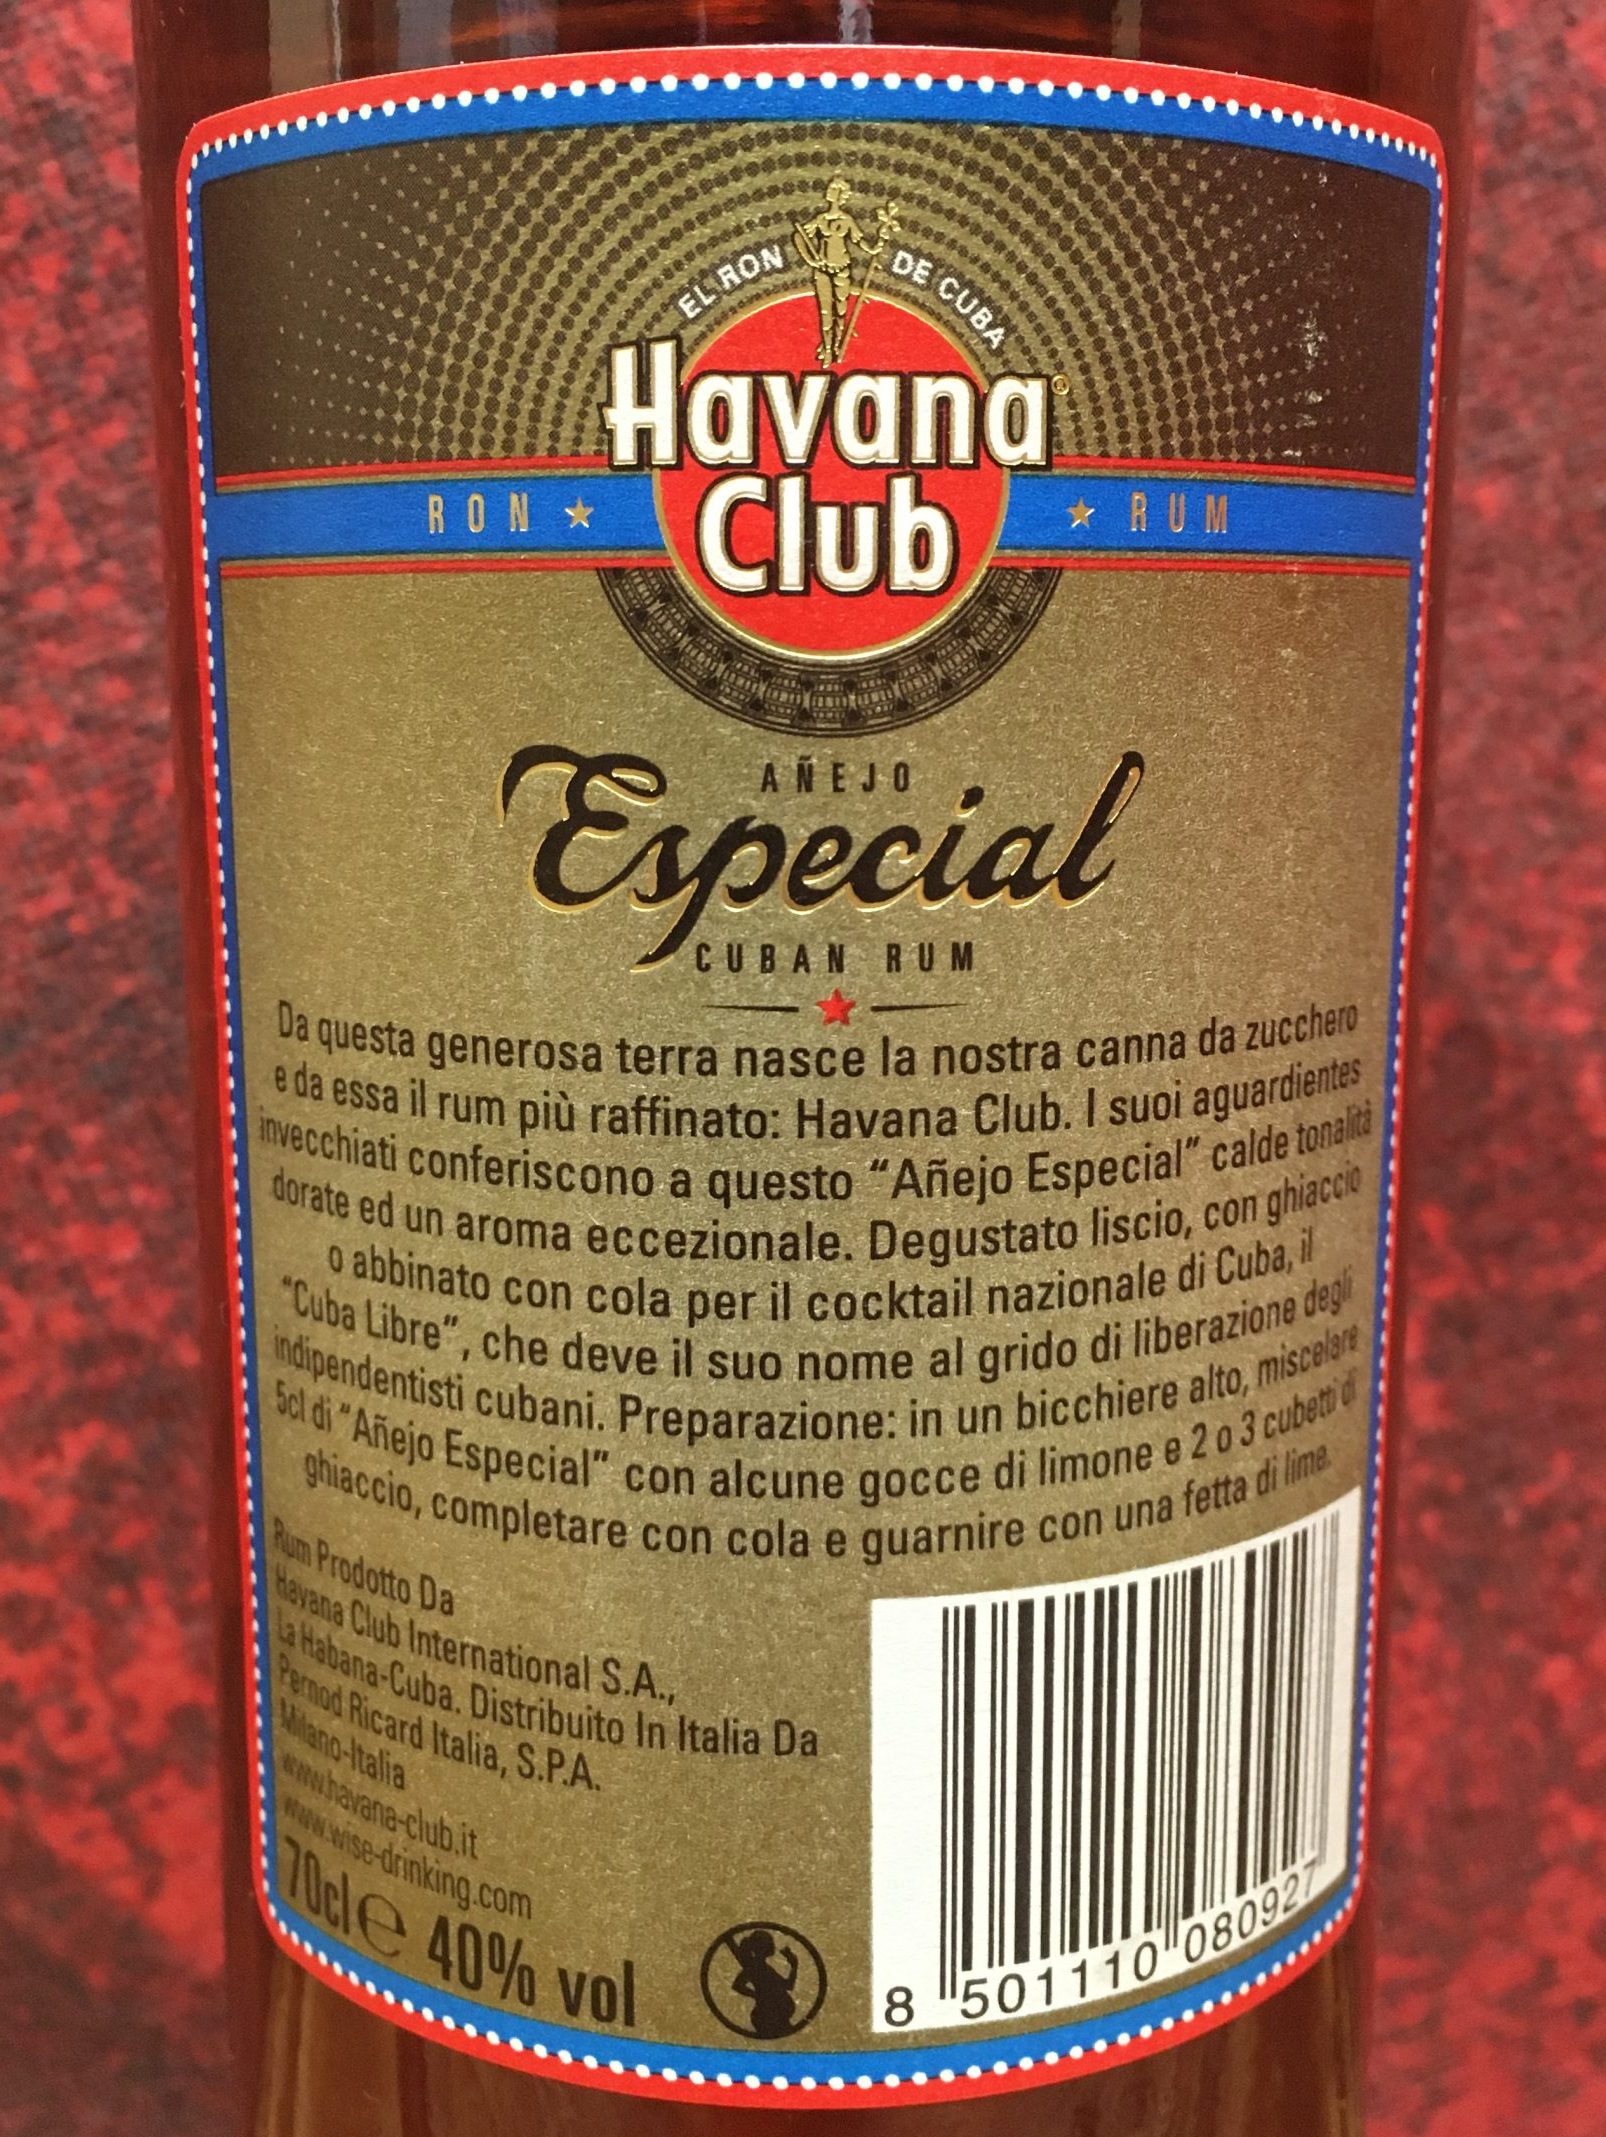 EL RON DE CUBA
Havana®
Club
RON ★ ★ RUM
AÑEJO
Especial
CUBAN RUM
Da questa generosa terra nasce la nostra canna da zucchero
e da essa il rum più raffinato: Havana Club. I suoi aguardientes
invecchiati conferiscono a questo “Añejo Especial” calde tonalità
dorate ed un aroma eccezionale. Degustato liscio, con ghiaccio
o abbinato con cola per il cocktail nazionale di Cuba, il
“Cuba Libre”, che deve il suo nome al grido di liberazione degli
indipendentisti cubani. Preparazione: in un bicchiere alto, miscelare
5cl di “Añejo Especial” con alcune gocce di limone e 2 o 3 cubetti di
ghiaccio, completare con cola e guarnire con una fetta di lime.
Rum Prodotto Da
Havana Club International S.A.,
La Habana-Cuba. Distribuito In Italia Da
Pernod Ricard Italia, S.P.A.
Milano-Italia
www.havana-club.it
www.wise-drinking.com
70cl e 40% vol
8 501110 080927